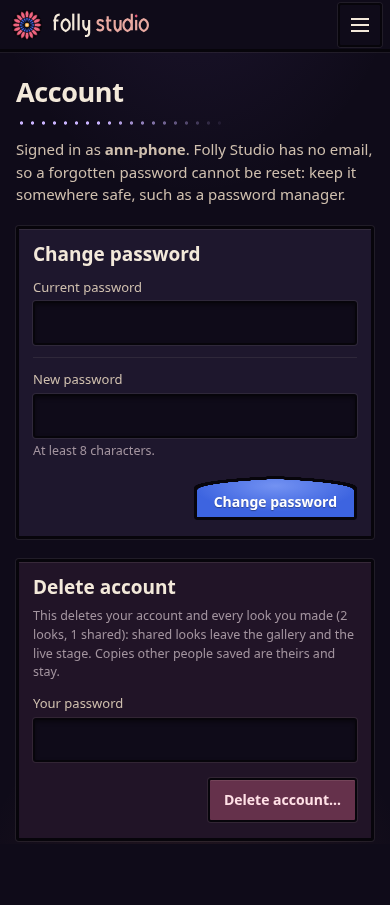 folly studio
Account
Signed in as ann-phone. Folly Studio has no email,
so a forgotten password cannot be reset: keep it
somewhere safe, such as a password manager.
Change password
Current password
New password
At least 8 characters.
Change password
Delete account
This deletes your account and every look you made (2
looks, 1 shared): shared looks leave the gallery and the
live stage. Copies other people saved are theirs and
stay.
Your password
Delete account...